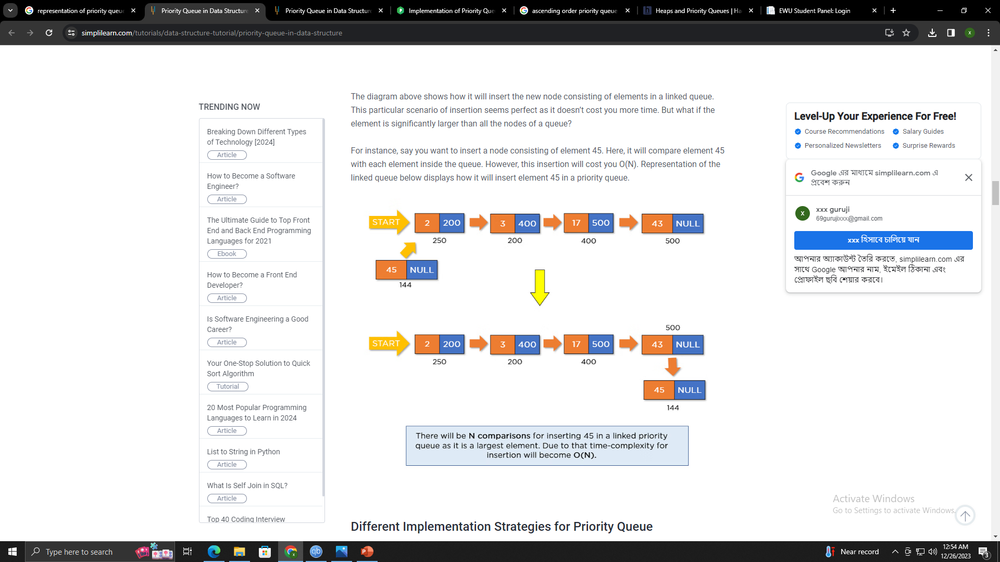 representation of priority queue
Priority Queue in Data Structure
Priority Queue in Data Structure
Implementation of Priority Que
ascending order priority queue
Heaps and Priority Queues | Ha
EWU Student Panel: Login
simplilearn.com/tutorials/data-structure-tutorial/priority-queue-in-data-structure
x
TRENDING NOW
Breaking Down Different Types
of Technology [2024]
Article
How to Become a Software
Engineer?
Article
The Ultimate Guide to Top Front
End and Back End Programming
Languages for 2021
Ebook
How to Become a Front End
Developer?
Article
Is Software Engineering a Good
Career?
Article
Your One-Stop Solution to Quick
Sort Algorithm
Tutorial
20 Most Popular Programming
Languages to Learn in 2024
Article
List to String in Python
Article
What Is Self Join in SQL?
Article
Top 40 Coding Interview
The diagram above shows how it will insert the new node consisting of elements in a linked queue.
This particular scenario of insertion seems perfect as it doesn’t cost you more time. But what if the
element is significantly larger than all the nodes of a queue?
For instance, say you want to insert a node consisting of element 45. Here, it will compare element 45
with each element inside the queue. However, this insertion will cost you O(N). Representation of the
linked queue below displays how it will insert element 45 in a priority queue.
START 2 200 3 400 17 500 43 NULL
250 200 400 500
45 NULL
144
500
START 2 200 3 400 17 500 43 NULL
250 200 400
45 NULL
144
There will be N comparisons for inserting 45 in a linked priority
queue as it is a largest element. Due to that time-complexity for
insertion will become O(N).
Different Implementation Strategies for Priority Queue
Level-Up Your Experience For Free!
Course Recommendations Salary Guides
Personalized Newsletters Surprise Rewards
Google এর মাধ্যমে simplilearn.com এ
প্রবেশ করুন
x
xxx guruji
69gurujixxx@gmail.com
xxx হিসাবে চালিয়ে যান
আপনার অ্যাকাউন্ট তৈরি করতে, simplilearn.com এর
সাথে Google আপনার নাম, ইমেইল ঠিকানা এবং
প্রোফাইল ছবি শেয়ার করবে।
Activate Windows
Go to Settings to activate Windows.
Type here to search
qb
Near record
12:54 AM
12/26/2023
3